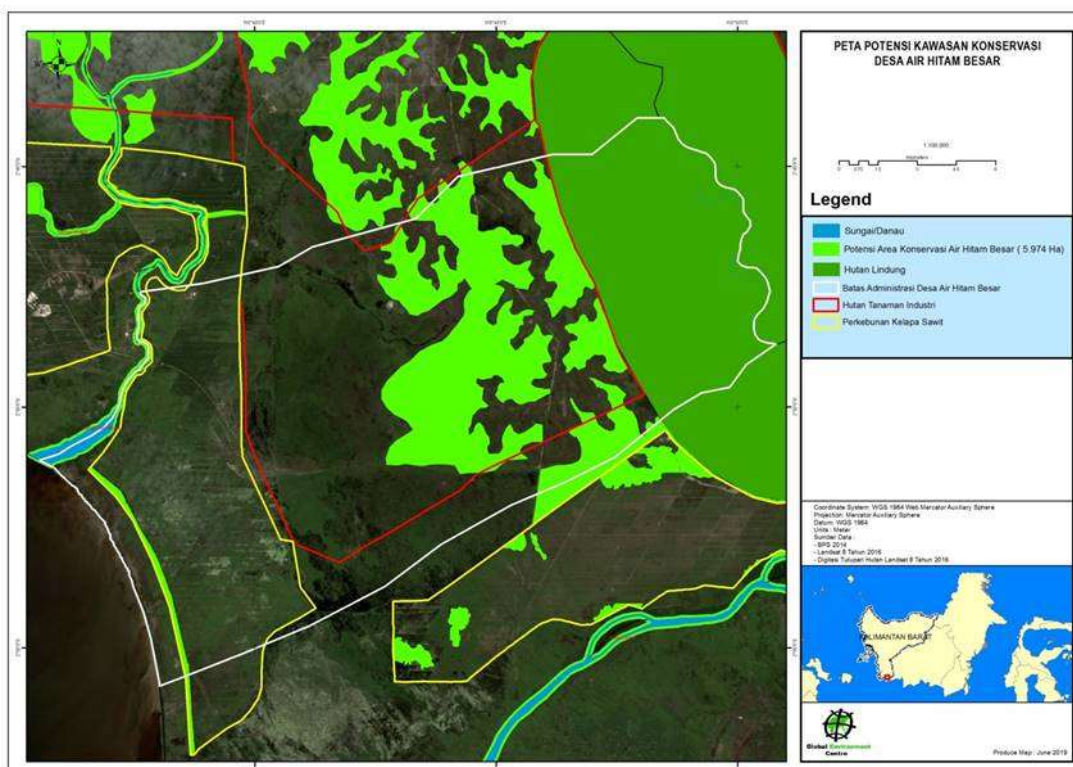 PETA POTENSI KAWASAN KONSERVASI
DESA AIR HITAM BESAR
N
1:100,000
Legend
Sungai/Danau
Potensi Area Konservasi Air Hitam Besar ( 5.974 Ha)
Hutan Lindung
Batas Administrasi Desa Air Hitam Besar
Hutan Tanaman Industri
Perkebunan Kelapa Sawit
Coordinate System: WGS 1984 Web Mercator Auxiliary Sphere
Projection: Mercator Auxiliary Sphere
Datum: WGS 1984
Units : Meter
Sumber Data :
- BPS 2014
- Landsat 8 Tahun 2016
- Digitasi Tutupan Hutan Landsat 8 Tahun 2016
KALIMANTAN BARAT
Global Environment
Centre
Produce Map : June 2019